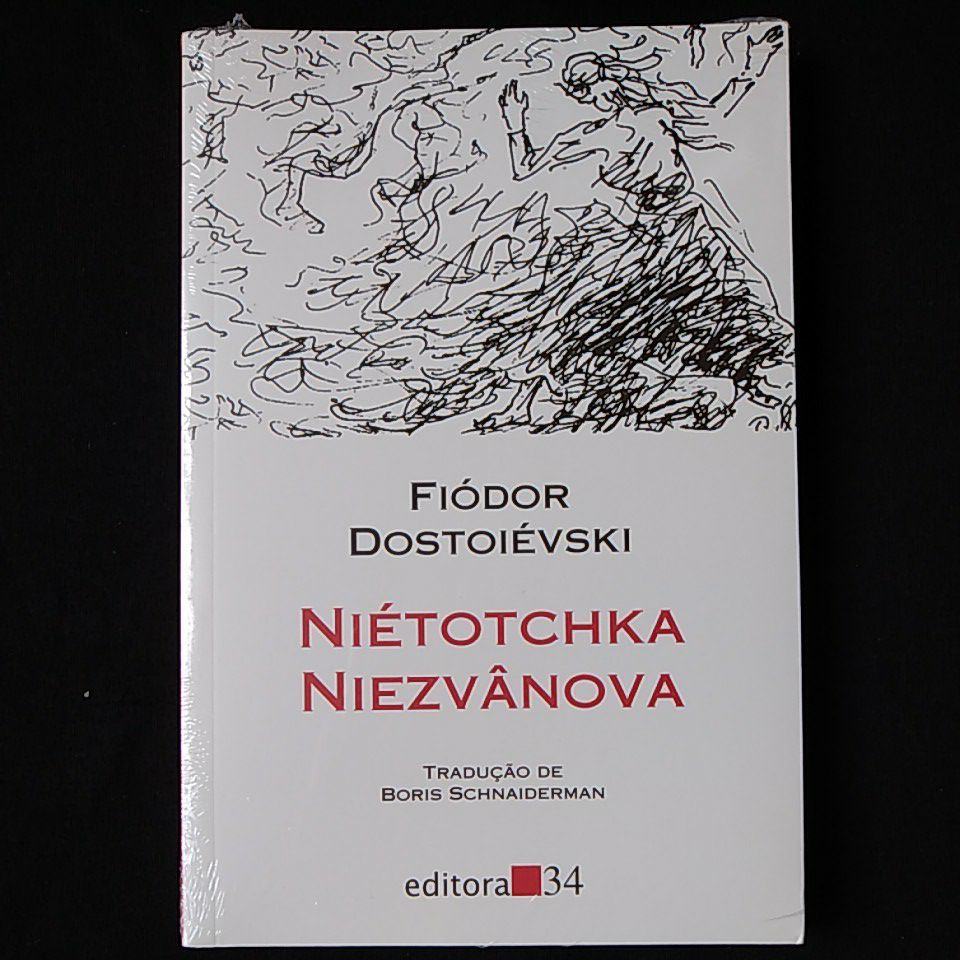 FIÓDOR
DOSTOIÉVSKI
NIÉTOTCHKA
NIEZVÂNOVA
TRADUÇÃO DE
BORIS SCHNAIDERMAN
editora 34